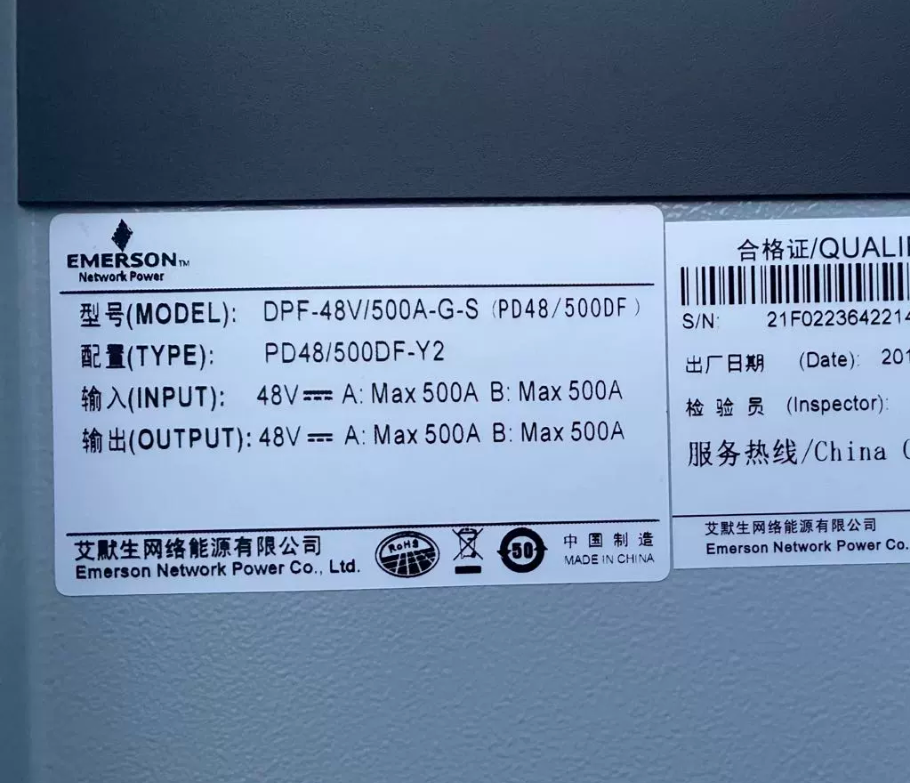 EMERSON™
Network Power
型号(MODEL): DPF-48V/500A-G-S (PD48/500DF)
配置(TYPE): PD48/500DF-Y2
输入(INPUT): 48V⎓ A: Max 500A B: Max 500A
输出(OUTPUT): 48V⎓ A: Max 500A B: Max 500A
艾默生网络能源有限公司
Emerson Network Power Co., Ltd.
RoHS
50
中国制造
MADE IN CHINA
合格证/QUALI
S/N: 21F0223642214
出厂日期 (Date): 201
检验员 (Inspector):
服务热线/China
艾默生网络能源有限公司
Emerson Network Power Co.